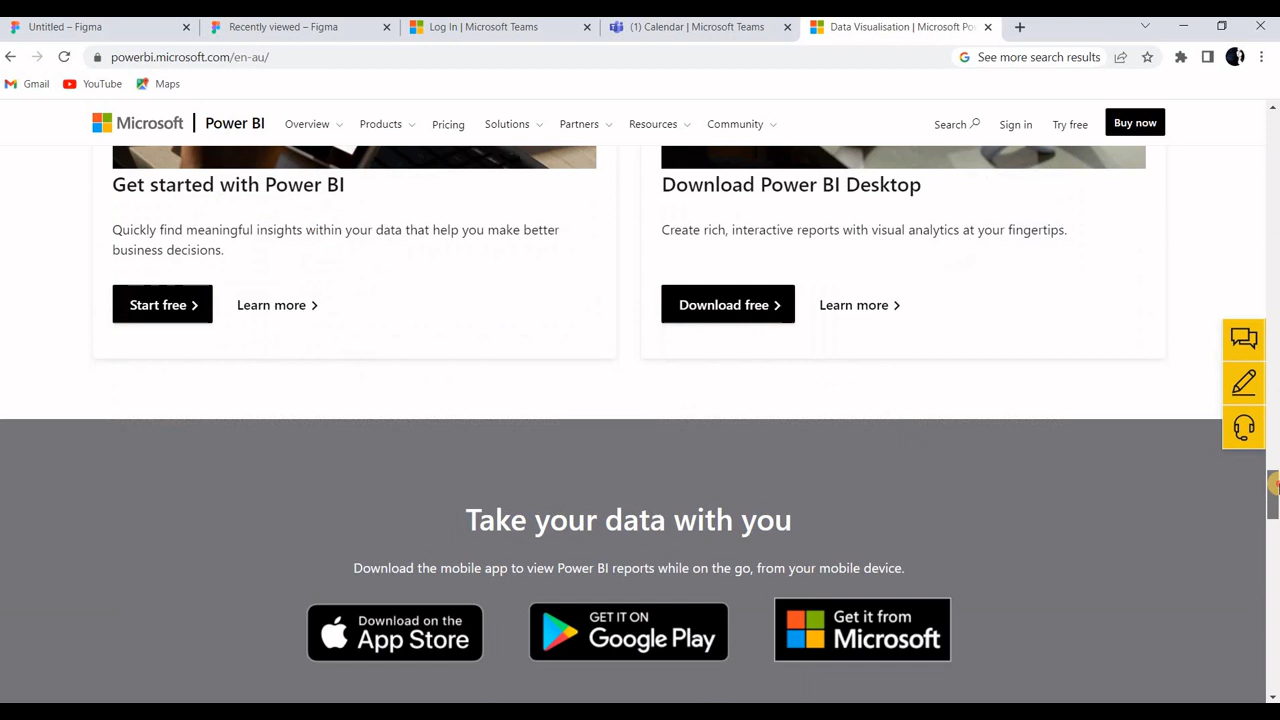 Untitled – Figma
Recently viewed – Figma
Log In | Microsoft Teams
(1) Calendar | Microsoft Teams
Data Visualisation | Microsoft Po
powerbi.microsoft.com/en-au/
See more search results
Gmail
YouTube
Maps
Microsoft
Power BI
Overview
Products
Pricing
Solutions
Partners
Resources
Community
Search
Sign in
Try free
Buy now
Get started with Power BI
Quickly find meaningful insights within your data that help you make better
business decisions.
Start free
Learn more
Download Power BI Desktop
Create rich, interactive reports with visual analytics at your fingertips.
Download free
Learn more
Take your data with you
Download the mobile app to view Power BI reports while on the go, from your mobile device.
Download on the
App Store
GET IT ON
Google Play
Get it from
Microsoft